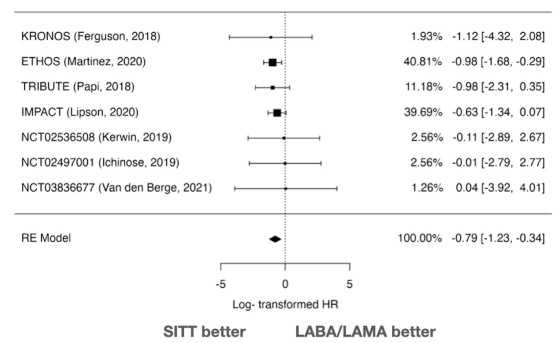 KRONOS (Ferguson, 2018) 1.93% -1.12 [-4.32, 2.08]
ETHOS (Martinez, 2020) 40.81% -0.98 [-1.68, -0.29]
TRIBUTE (Papi, 2018) 11.18% -0.98 [-2.31, 0.35]
IMPACT (Lipson, 2020) 39.69% -0.63 [-1.34, 0.07]
NCT02536508 (Kerwin, 2019) 2.56% -0.11 [-2.89, 2.67]
NCT02497001 (Ichinose, 2019) 2.56% -0.01 [-2.79, 2.77]
NCT03836677 (Van den Berge, 2021) 1.26% 0.04 [-3.92, 4.01]
RE Model 100.00% -0.79 [-1.23, -0.34]
-5 0 5
Log- transformed HR
SITT better LABA/LAMA better